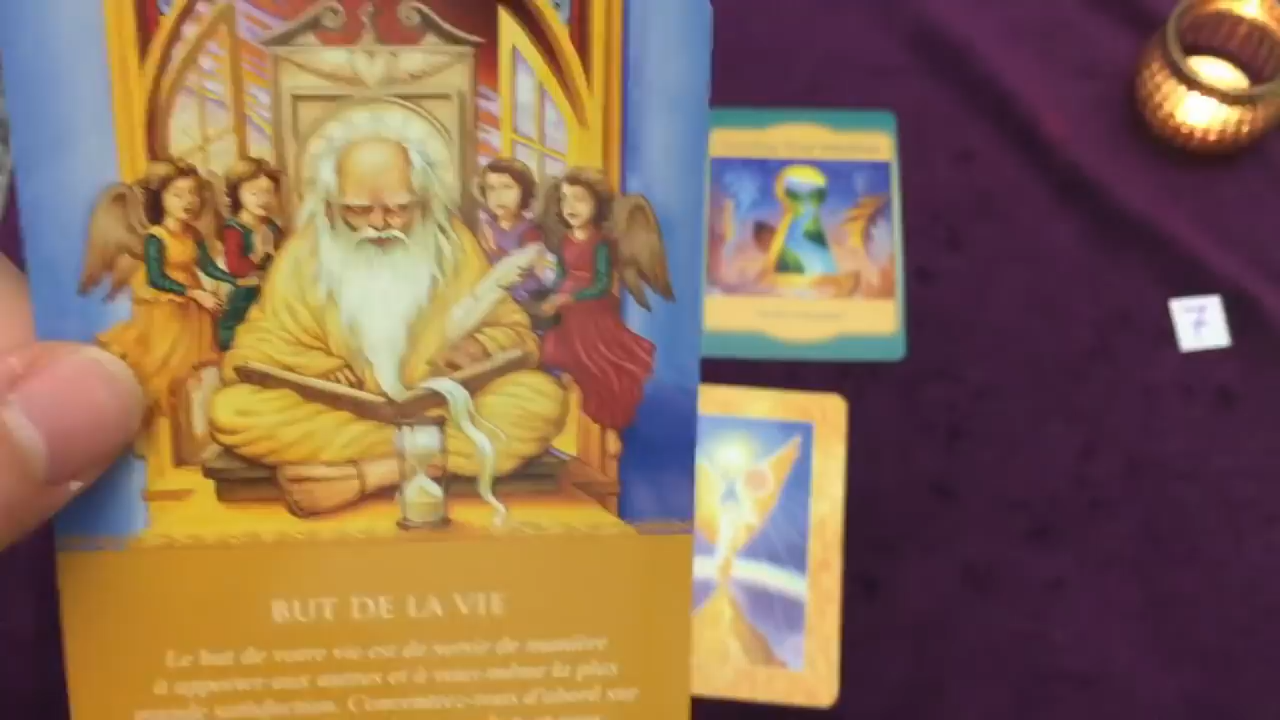 BUT DE LA VIE
Le but de votre vie est de servir de manière
à apporter aux autres et à vous-même la plus
grande satisfaction. Concentrez-vous d'abord sur
7